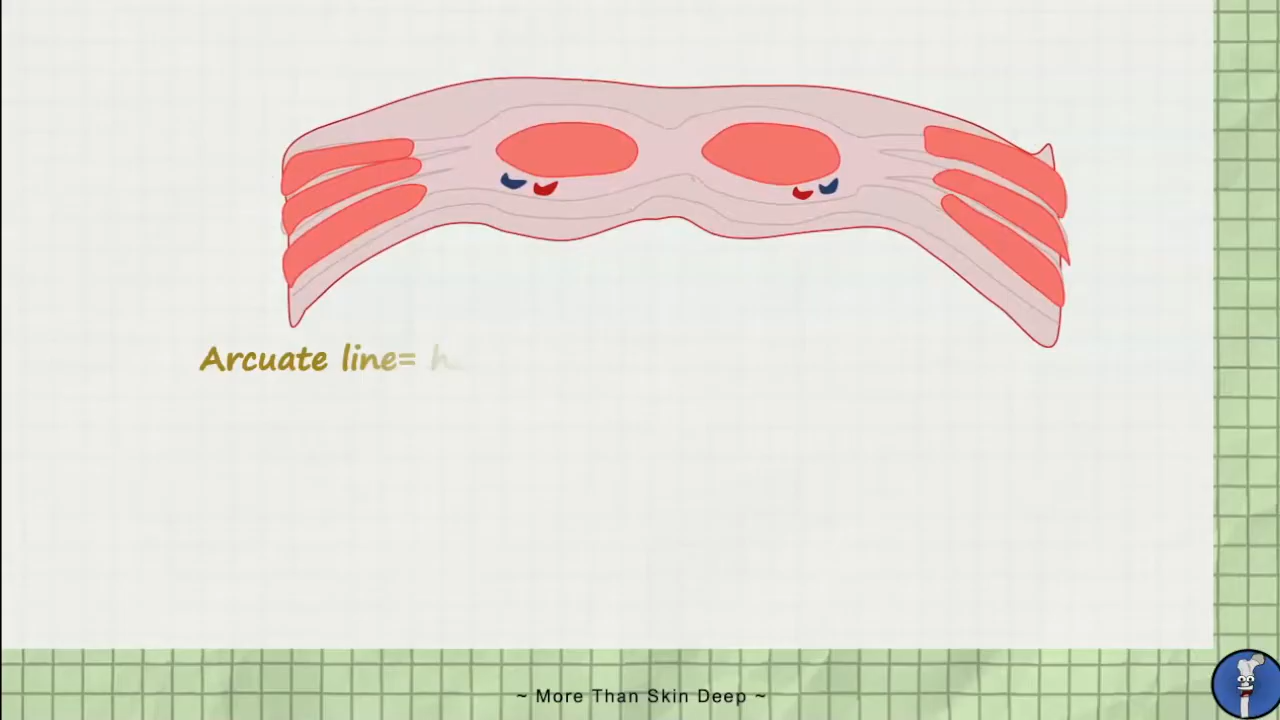 Arcuate line=
~ More Than Skin Deep ~